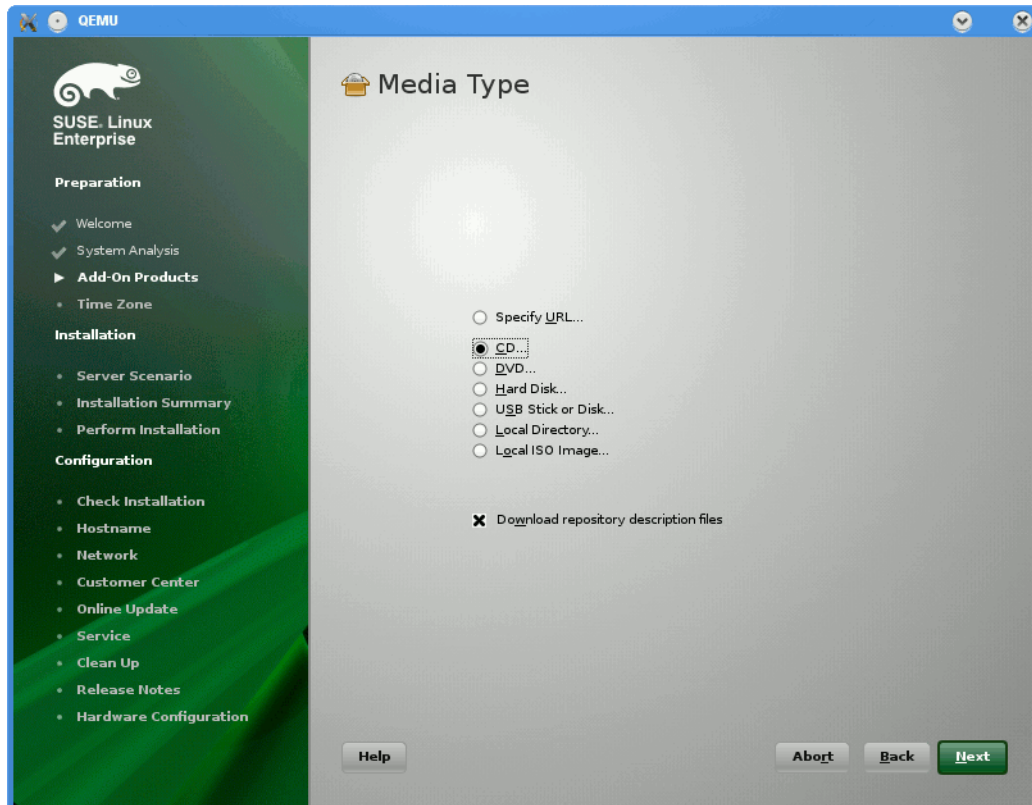 QEMU
SUSE. Linux
Enterprise
Preparation
Welcome
System Analysis
Add-On Products
Time Zone
Installation
Server Scenario
Installation Summary
Perform Installation
Configuration
Check Installation
Hostname
Network
Customer Center
Online Update
Service
Clean Up
Release Notes
Hardware Configuration
Media Type
Specify URL...
CD...
DVD...
Hard Disk...
USB Stick or Disk...
Local Directory...
Local ISO Image...
Download repository description files
Help
Abort
Back
Next